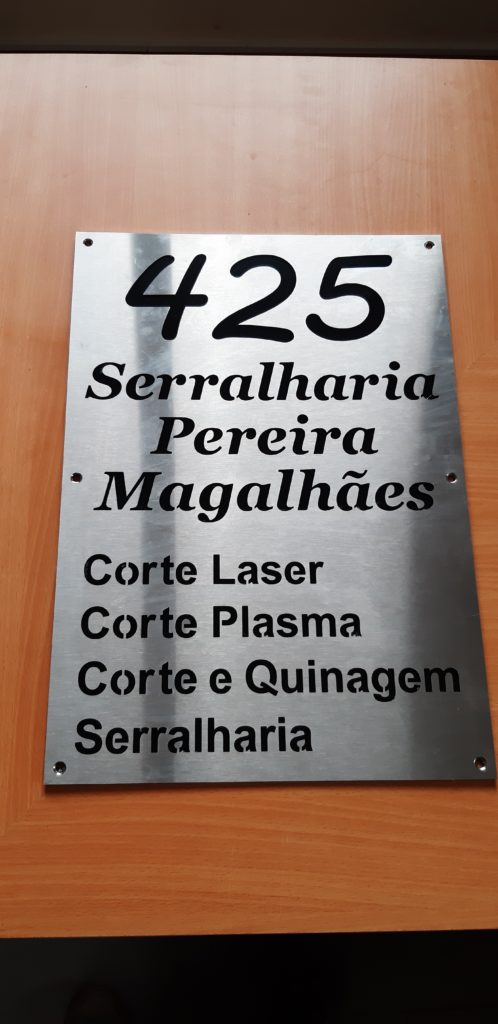 425
Serralharia
Pereira
Magalhães
Corte Laser
Corte Plasma
Corte e Quinagem
Serralharia